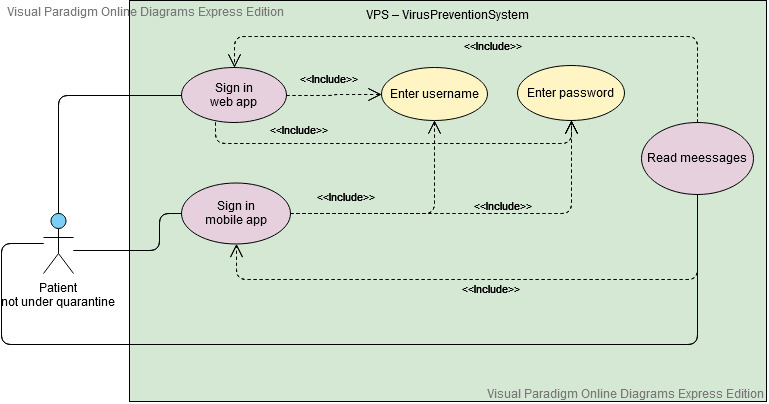 Visual Paradigm Online Diagrams Express Edition
VPS – VirusPreventionSystem
<<Include>>
Sign in
web app
<<Include>>
Enter username
Enter password
<<Include>>
Read meessages
Sign in
mobile app
<<Include>>
<<Include>>
<<Include>>
Patient
not under quarantine
Visual Paradigm Online Diagrams Express Edition